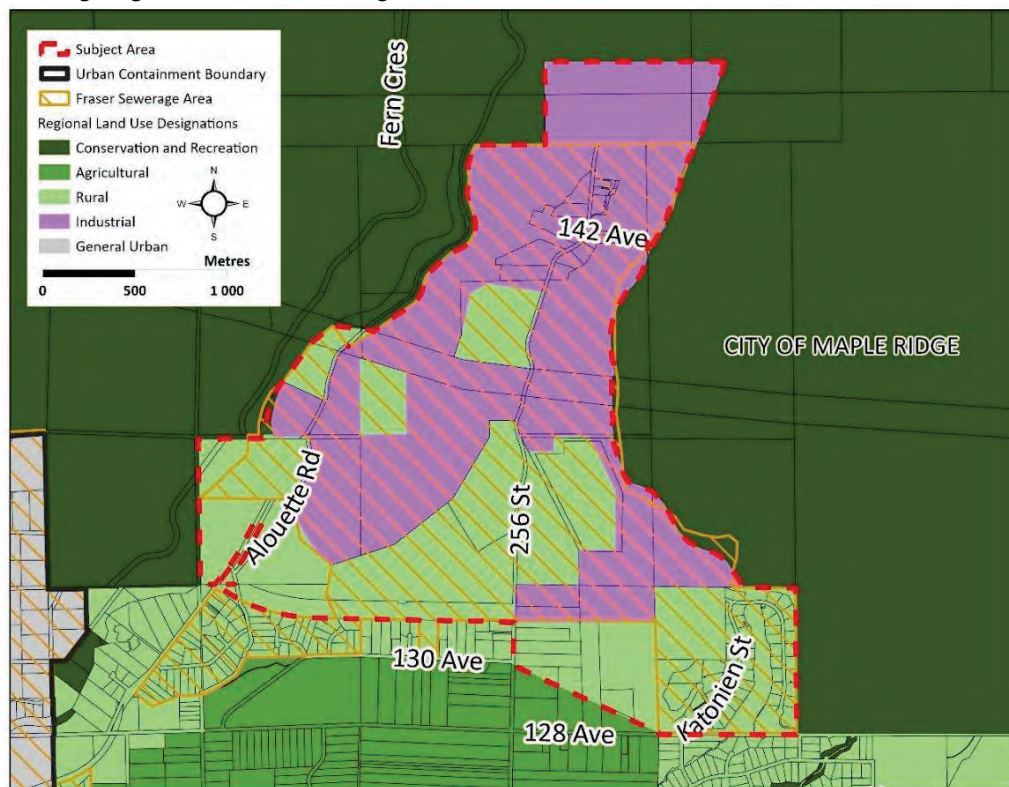 Subject Area
Urban Containment Boundary
Fraser Sewerage Area
Regional Land Use Designations
Conservation and Recreation
Agricultural
Rural
Industrial
General Urban
N
W E
S
Metres
0 500 1 000
Fern Cres
142 Ave
CITY OF MAPLE RIDGE
Alouette Rd
256 St
130 Ave
Katonien St
128 Ave